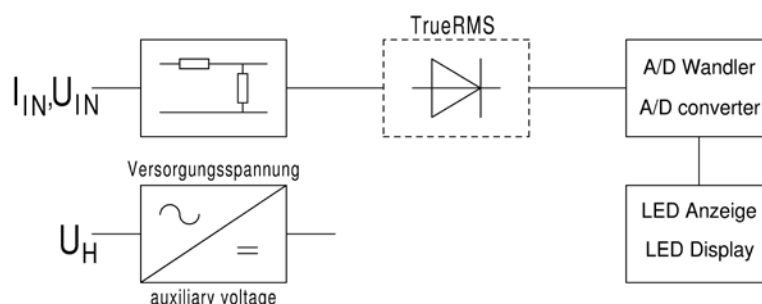 TrueRMS
I_IN,U_IN
A/D Wandler
A/D converter
Versorgungsspannung
U_H
auxiliary voltage
LED Anzeige
LED Display